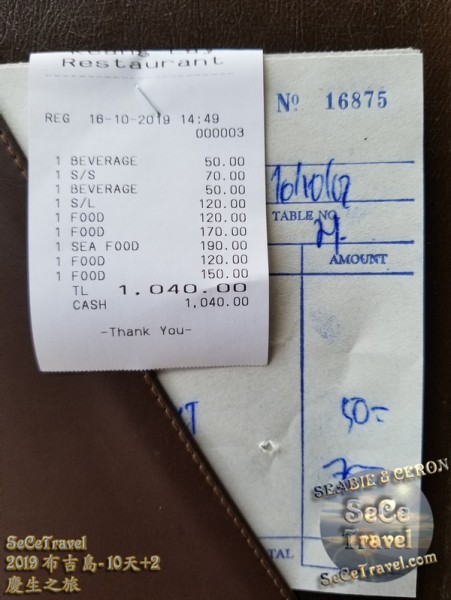 Restaurant
REG 16-10-2019 14:49
000003
1 BEVERAGE 50.00
1 S/S 70.00
1 BEVERAGE 50.00
1 S/L 120.00
1 FOOD 120.00
1 FOOD 170.00
1 SEA FOOD 190.00
1 FOOD 120.00
1 FOOD 150.00
TL 1,040.00
CASH 1,040.00
-Thank You-
Nº 16875
TABLE NO.
AMOUNT
50-
TAL
SEABIE & CERON
SeCe
Travel
SeCeTravel.com
SeCeTravel
2019 布吉島-10天+2
慶生之旅